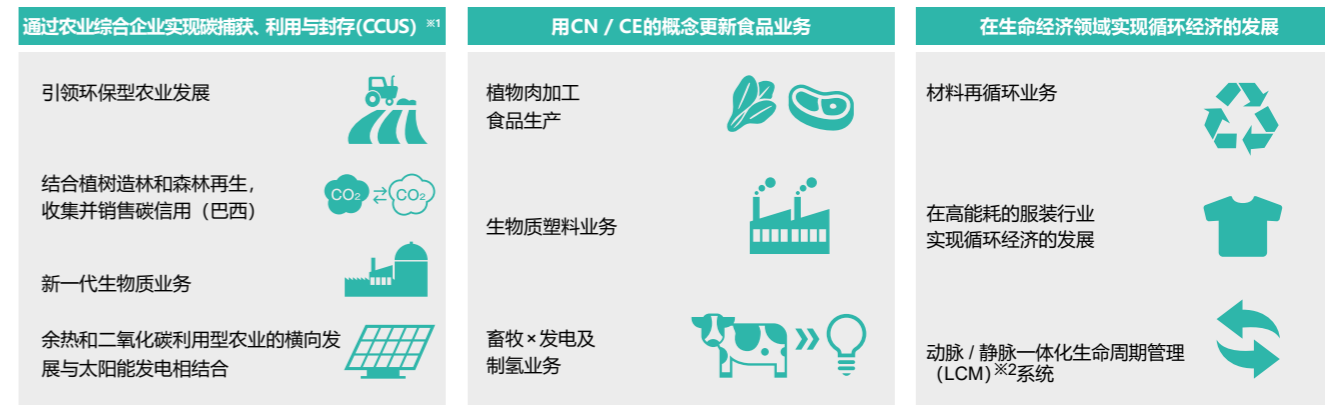 通过农业综合企业实现碳捕获、利用与封存(CCUS) ※1
引领环保型农业发展
结合植树造林和森林再生，
收集并销售碳信用（巴西）
CO₂ ⇄ CO₂
新一代生物质业务
余热和二氧化碳利用型农业的横向发
展与太阳能发电相结合
用CN / CE的概念更新食品业务
植物肉加工
食品生产
生物质塑料业务
畜牧 × 发电及
制氢业务
在生命经济领域实现循环经济的发展
材料再循环业务
在高能耗的服装行业
实现循环经济的发展
动脉 / 静脉一体化生命周期管理
（LCM）※2系统